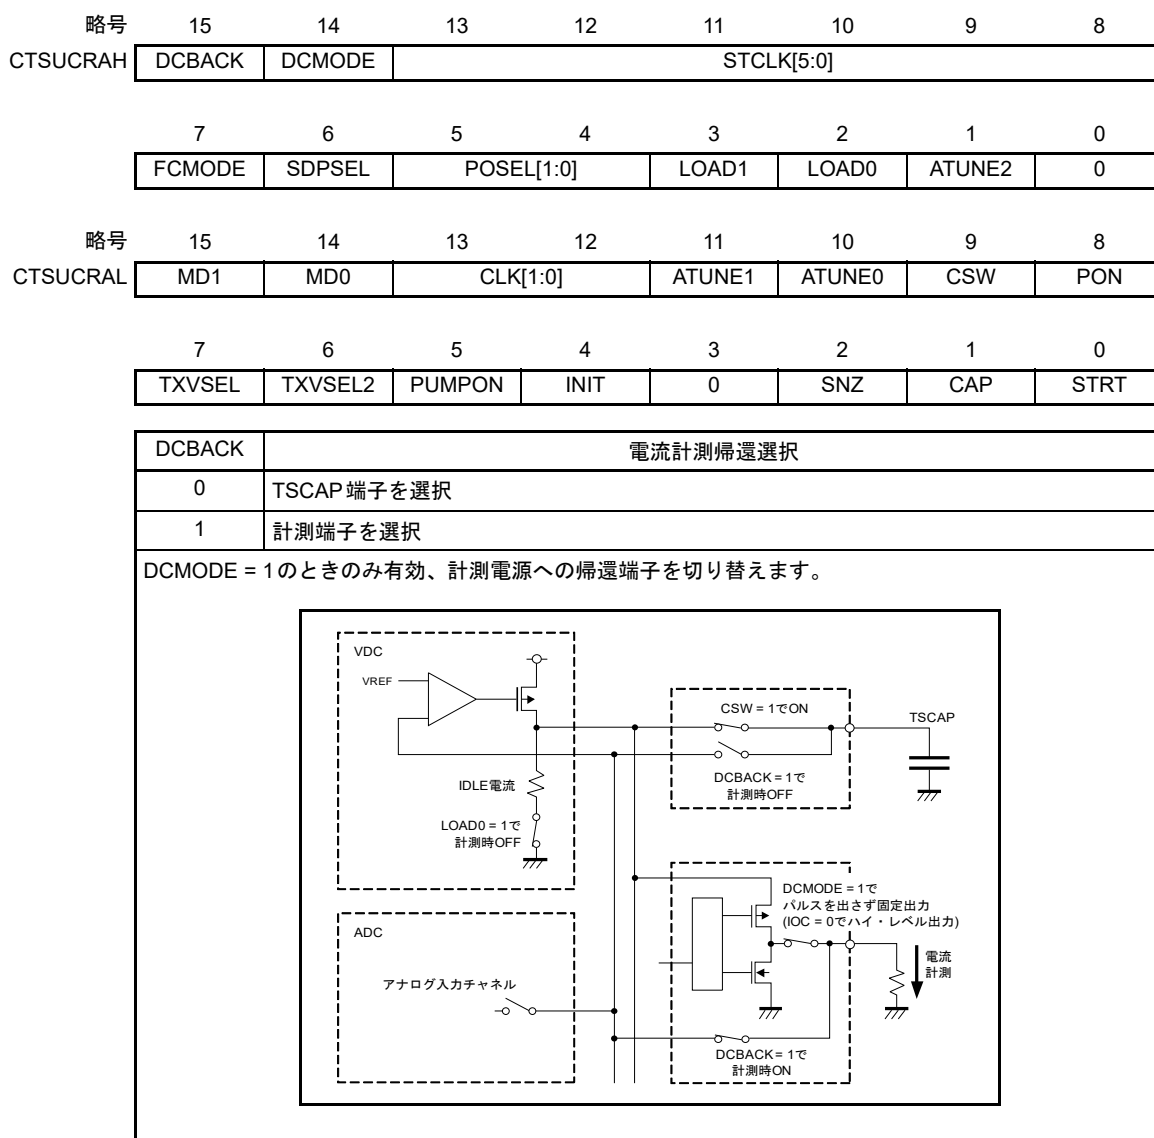 略号 15 14 13 12 11 10 9 8
CTSUCRAH DCBACK DCMODE STCLK[5:0]
7 6 5 4 3 2 1 0
FCMODE SDPSEL POSEL[1:0] LOAD1 LOAD0 ATUNE2 0
略号 15 14 13 12 11 10 9 8
CTSUCRAL MD1 MD0 CLK[1:0] ATUNE1 ATUNE0 CSW PON
7 6 5 4 3 2 1 0
TXVSEL TXVSEL2 PUMPON INIT 0 SNZ CAP STRT
DCBACK 電流計測帰還選択
0 TSCAP端子を選択
1 計測端子を選択
DCMODE = 1のときのみ有効、計測電源への帰還端子を切り替えます。
VDC
VREF
IDLE電流
LOAD0 = 1で
計測時OFF
CSW = 1でON
DCBACK = 1で
計測時OFF
TSCAP
ADC
アナログ入力チャネル
DCMODE = 1で
パルスを出さず固定出力
(IOC = 0でハイ・レベル出力)
電流
計測
DCBACK = 1で
計測時ON